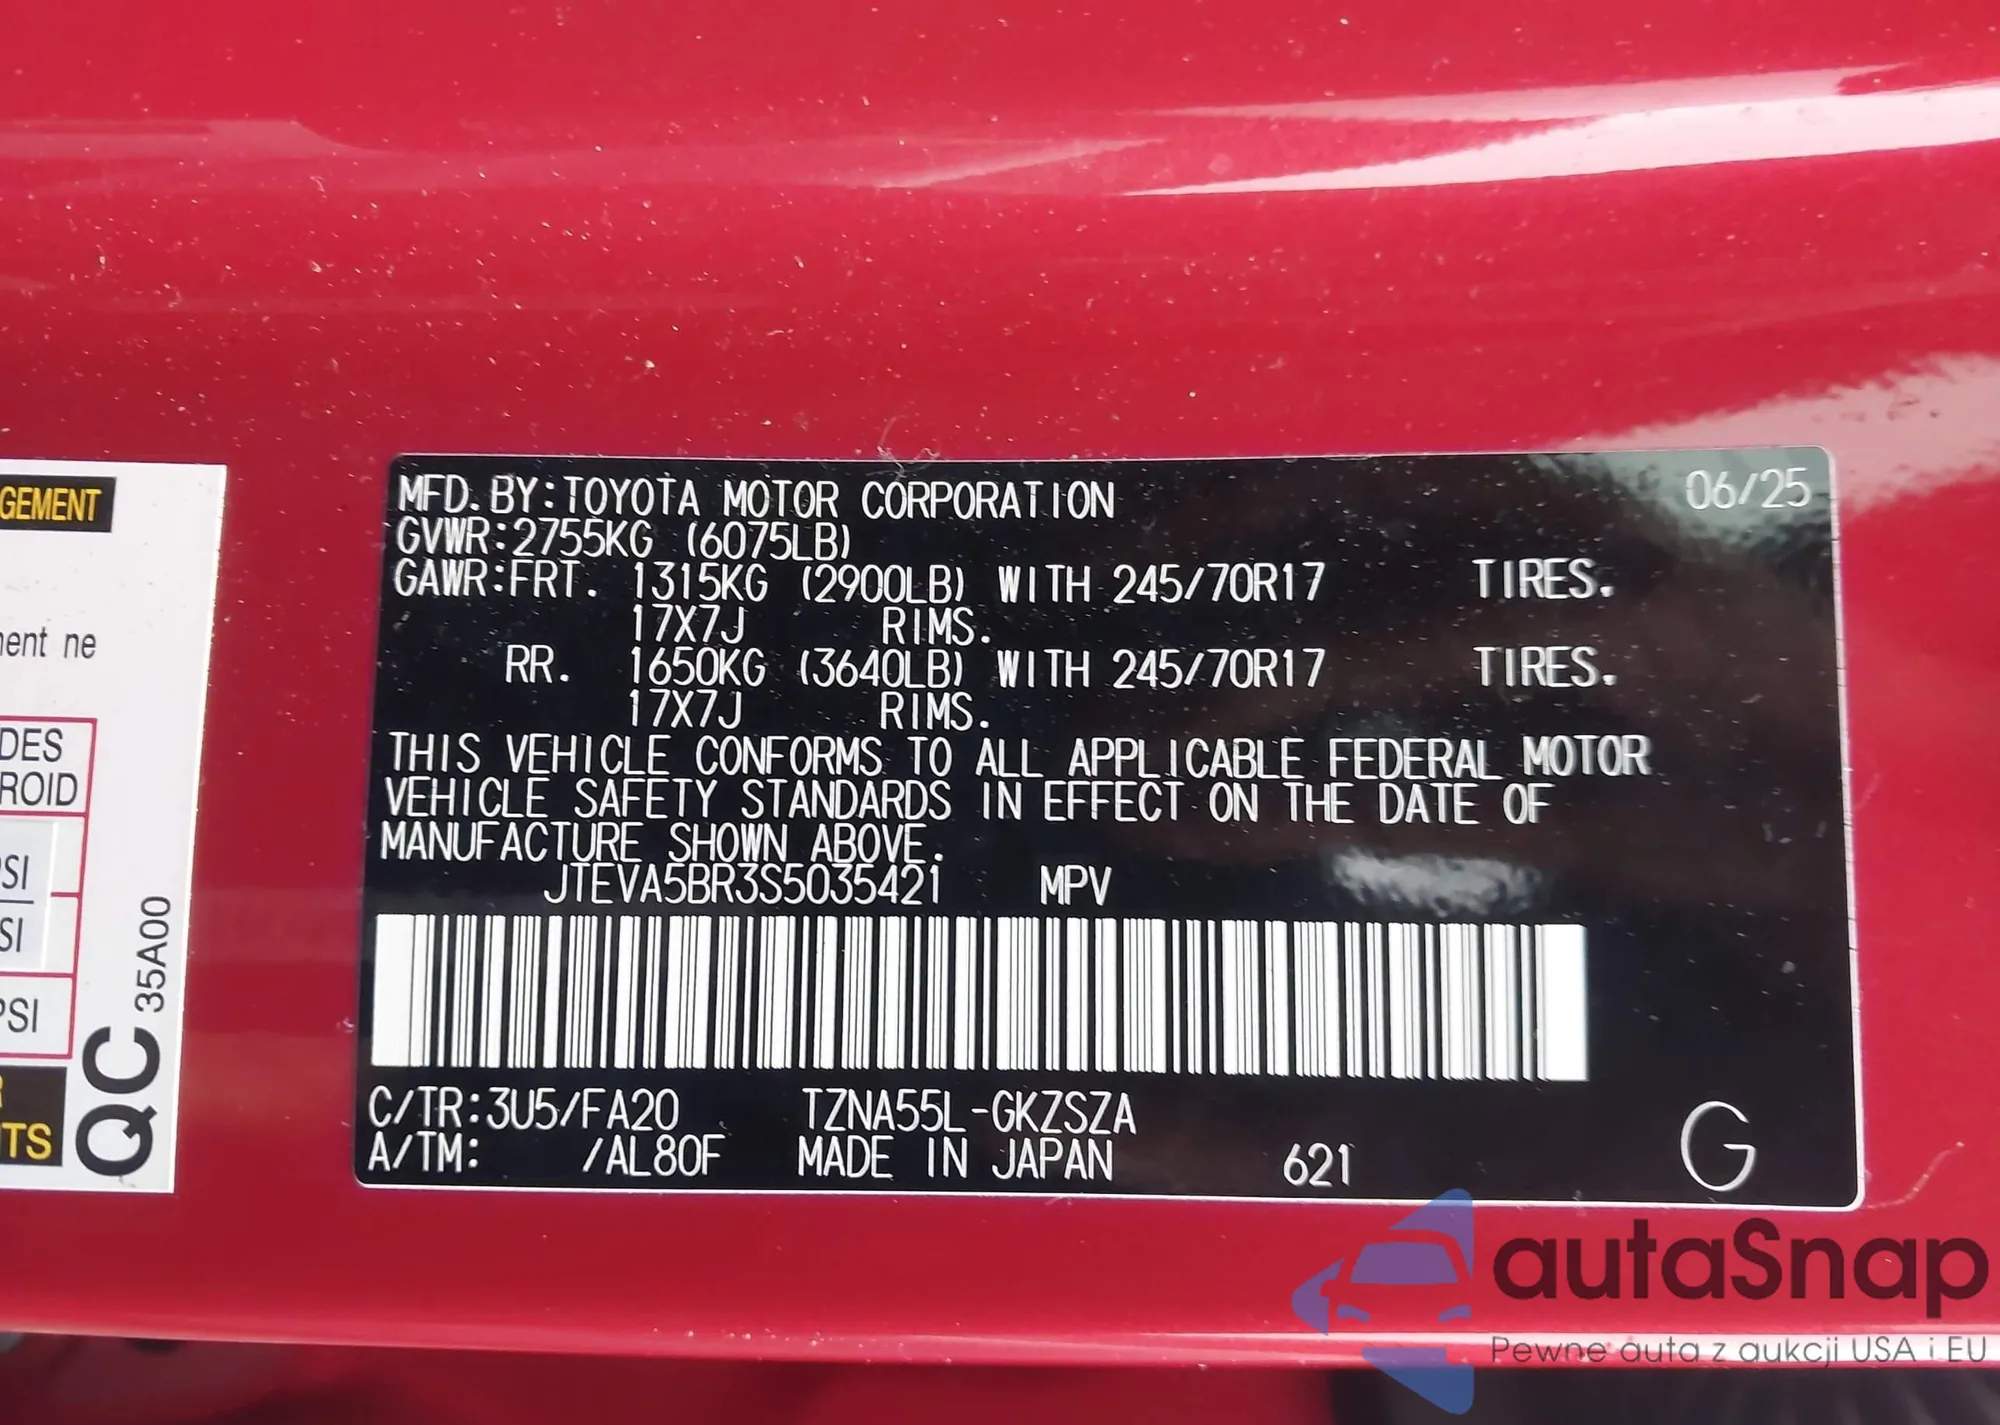 GEMENT
ment ne
DES
ROID
PSI
SI
PSI
R
NTS
QC 35A00
MFD. BY:TOYOTA MOTOR CORPORATION 06/25
GVWR:2755KG (6075LB)
GAWR:FRT. 1315KG (2900LB) WITH 245/70R17 TIRES.
17X7J RIMS.
RR. 1650KG (3640LB) WITH 245/70R17 TIRES.
17X7J RIMS.
THIS VEHICLE CONFORMS TO ALL APPLICABLE FEDERAL MOTOR
VEHICLE SAFETY STANDARDS IN EFFECT ON THE DATE OF
MANUFACTURE SHOWN ABOVE.
JTEVA5BR3S5035421 MPV
C/TR:3U5/FA20 TZNA55L-GKZSZA
A/TM: /AL80F MADE IN JAPAN 621 G
autaSnap
Pewne auta z aukcji USA i EU